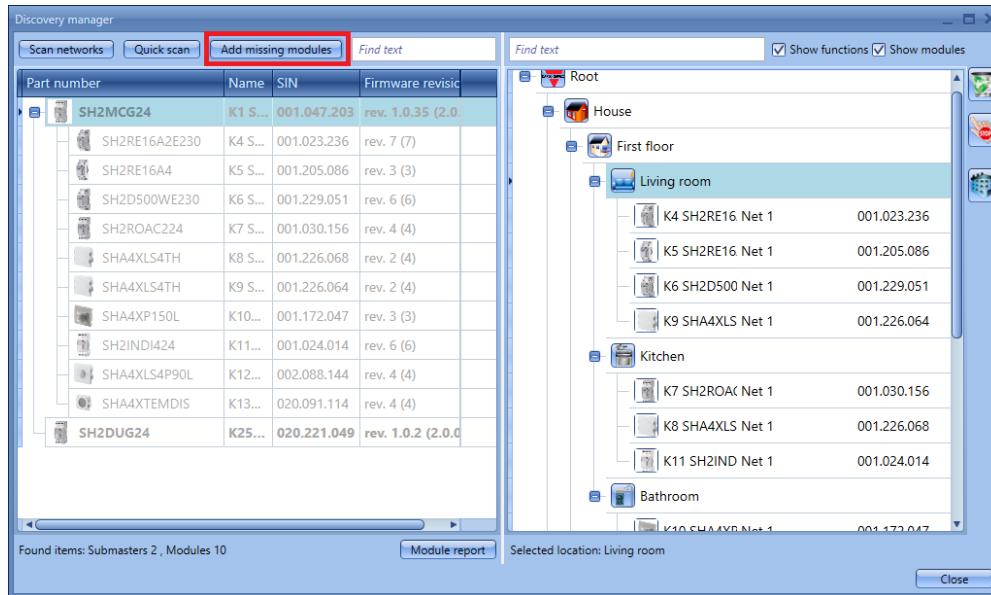 Discovery manager
Scan networks Quick scan Add missing modules Find text
Part number Name SIN Firmware revisic
SH2MCG24 K1 S... 001.047.203 rev. 1.0.35 (2.0.
SH2RE16A2E230 K4 S... 001.023.236 rev. 7 (7)
SH2RE16A4 K5 S... 001.205.086 rev. 3 (3)
SH2D500WE230 K6 S... 001.229.051 rev. 6 (6)
SH2ROAC224 K7 S... 001.030.156 rev. 4 (4)
SHA4XLS4TH K8 S... 001.226.068 rev. 2 (4)
SHA4XLS4TH K9 S... 001.226.064 rev. 2 (4)
SHA4XP150L K10... 001.172.047 rev. 3 (3)
SH2INDI424 K11... 001.024.014 rev. 6 (6)
SHA4XLS4P90L K12... 002.088.144 rev. 4 (4)
SHA4XTEMDIS K13... 020.091.114 rev. 4 (4)
SH2DUG24 K25... 020.221.049 rev. 1.0.2 (2.0.0
Found items: Submasters 2 , Modules 10 Module report
Find text Show functions Show modules
Root
House
First floor
Living room
K4 SH2RE16 Net 1 001.023.236
K5 SH2RE16 Net 1 001.205.086
K6 SH2D500 Net 1 001.229.051
K9 SHA4XLS Net 1 001.226.064
Kitchen
K7 SH2ROA( Net 1 001.030.156
K8 SHA4XLS Net 1 001.226.068
K11 SH2IND Net 1 001.024.014
Bathroom
K10 SHA4XP Net 1 001.172.047
Selected location: Living room
Close